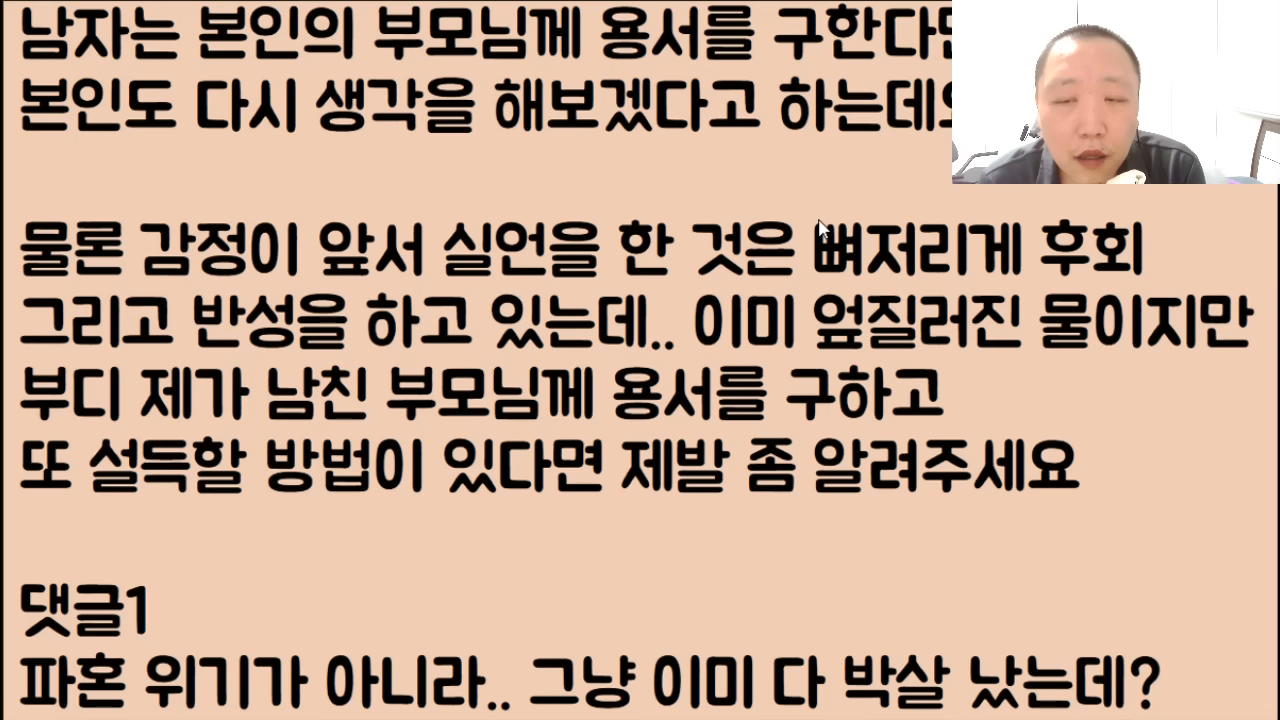 남자는 본인의 부모님께 용서를 구한다면
본인도 다시 생각을 해보겠다고 하는데요
물론 감정이 앞서 실언을 한 것은 뼈저리게 후회
그리고 반성을 하고 있는데.. 이미 엎질러진 물이지만
부디 제가 남친 부모님께 용서를 구하고
또 설득할 방법이 있다면 제발 좀 알려주세요
댓글1
파혼 위기가 아니라.. 그냥 이미 다 박살 났는데?